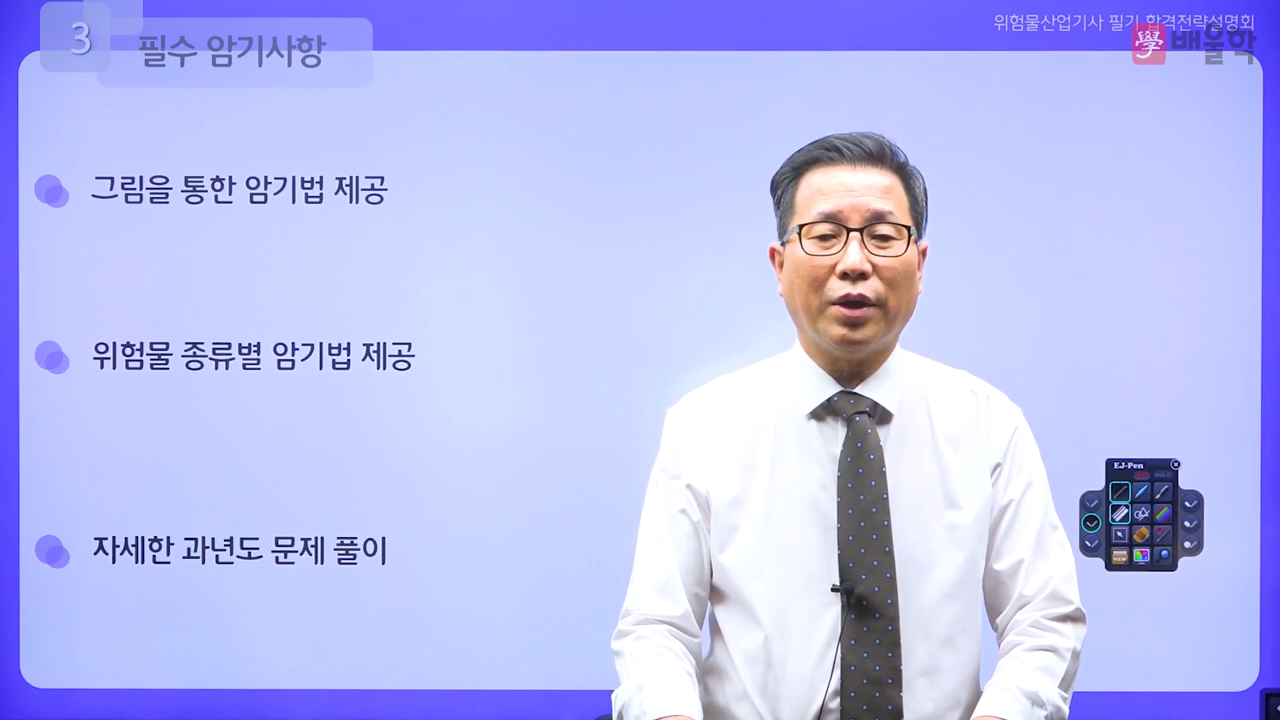 3 필수 암기사항
위험물산업기사 필기 합격전략설명회
學 배울학
그림을 통한 암기법 제공
위험물 종류별 암기법 제공
자세한 과년도 문제 풀이
EJ-Pen